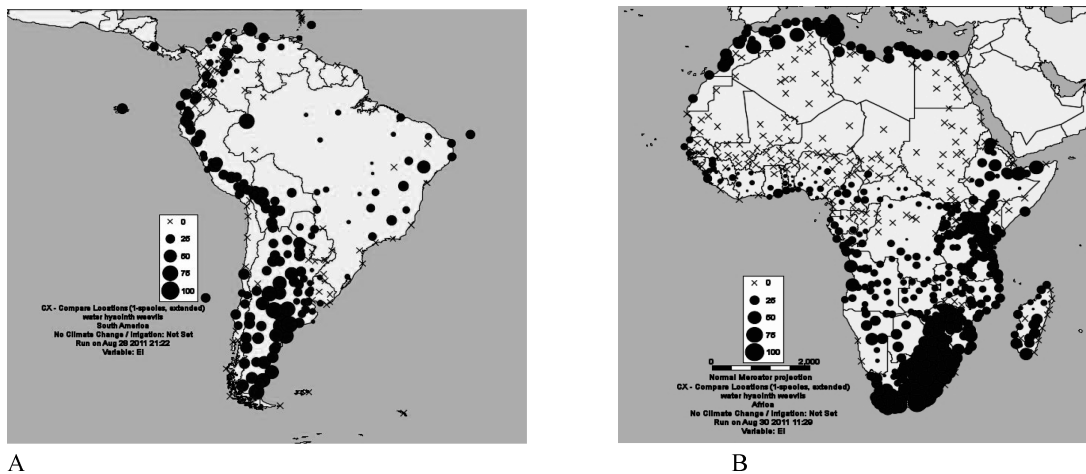 0
25
50
75
100
CX - Compare Locations (1-species, extended)
water hyacinth weevils
South America
No Climate Change / Irrigation: Not Set
Run on Aug 28 2011 21:22
Variable: EI
A
0
25
50
75
100
0 2,000
Normal Mercator projection
CX - Compare Locations (1-species, extended)
water hyacinth weevils
Africa
No Climate Change / Irrigation: Not Set
Run on Aug 30 2011 11:29
Variable: EI
B